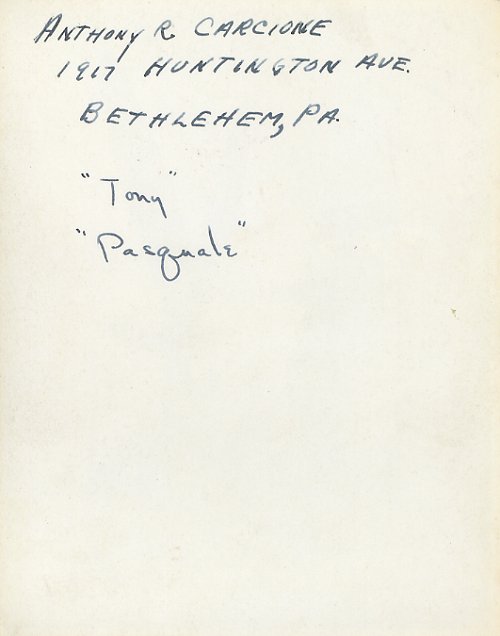 ANTHONY R. CARCIONE
1917 HUNTINGTON AVE.
BETHLEHEM, PA.
"Tony"
"Pasquale"